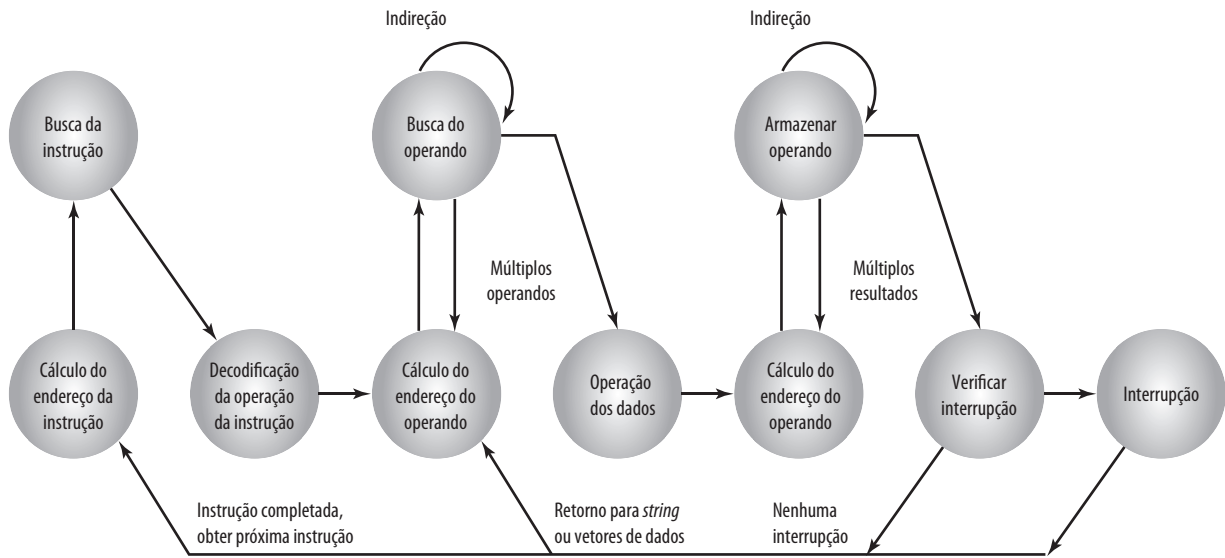 Indireção
Indireção
Busca da
instrução
Busca do
operando
Armazenar
operando
Múltiplos
operandos
Múltiplos
resultados
Cálculo do
endereço da
instrução
Decodificação
da operação
da instrução
Cálculo do
endereço do
operando
Operação
dos dados
Cálculo do
endereço do
operando
Verificar
interrupção
Interrupção
Instrução completada,
obter próxima instrução
Retorno para string
ou vetores de dados
Nenhuma
interrupção